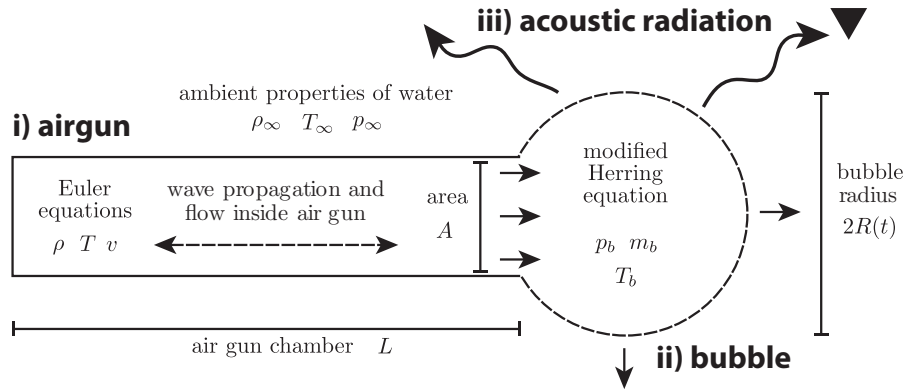 iii) acoustic radiation
ambient properties of water
ρ∞ T∞ p∞
i) airgun
Euler
equations
ρ T v
wave propagation and
flow inside air gun
area
A
modified
Herring
equation
p_b m_b
T_b
bubble
radius
2R(t)
air gun chamber L
ii) bubble